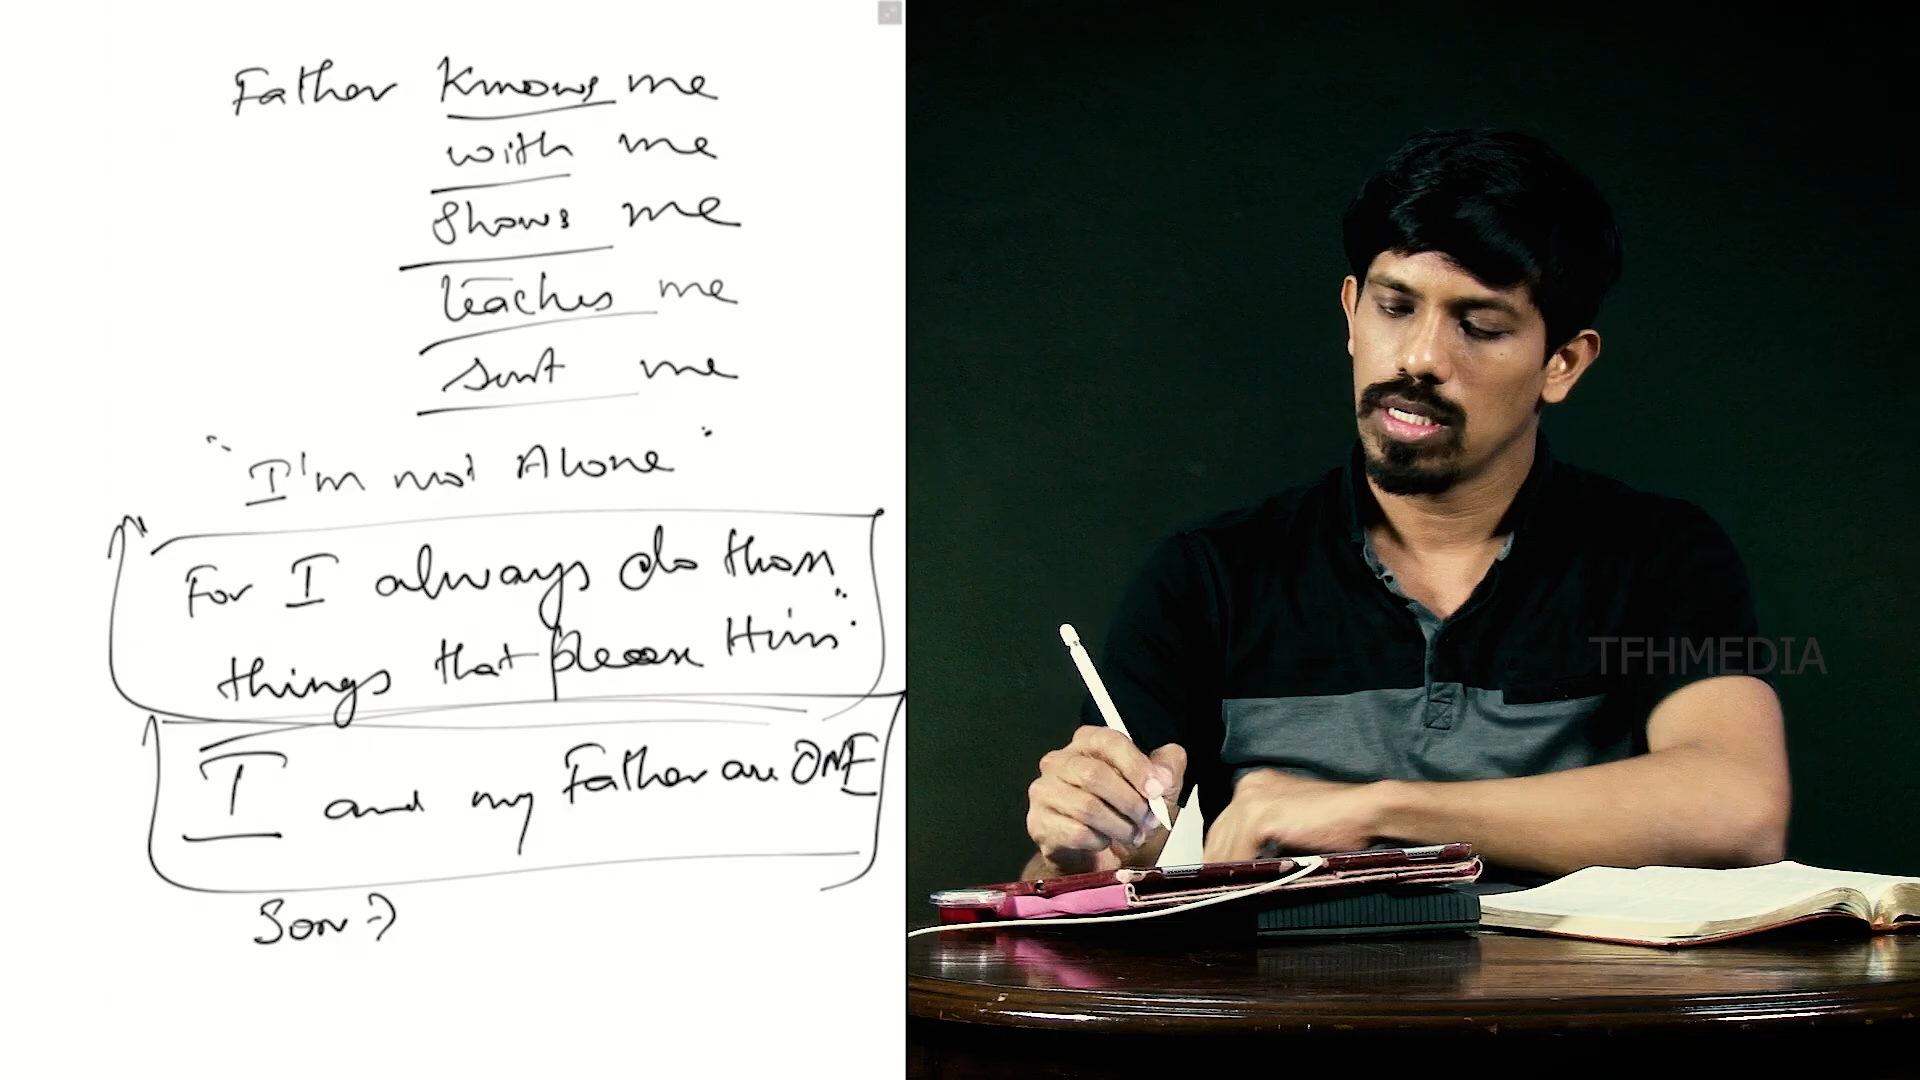 Father Knows me
with me
Shows me
teaches me
sent me
"I'm not Alone"
"For I always do those
things that please Him"
I and my Father are ONE
Son :)
TFHMEDIA